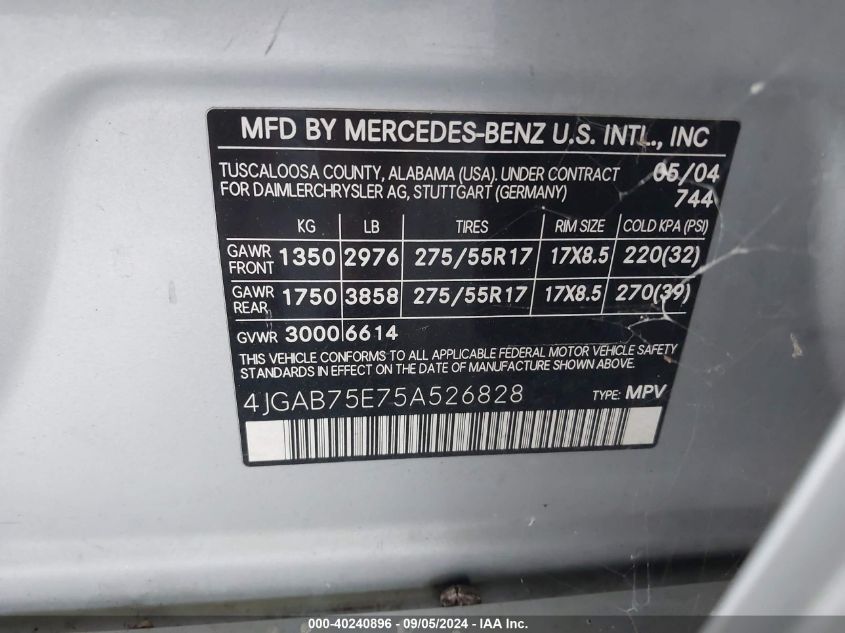 MFD BY MERCEDES-BENZ U.S. INTL., INC
TUSCALOOSA COUNTY, ALABAMA (USA). UNDER CONTRACT 05/04
FOR DAIMLERCHRYSLER AG, STUTTGART (GERMANY) 744
KG LB TIRES RIM SIZE COLD KPA (PSI)
GAWR FRONT 1350 2976 275/55R17 17X8.5 220(32)
GAWR REAR 1750 3858 275/55R17 17X8.5 270(39)
GVWR 3000 6614
THIS VEHICLE CONFORMS TO ALL APPLICABLE FEDERAL MOTOR VEHICLE SAFETY
STANDARDS IN EFFECT ON THE DATE OF MANUFACTURE SHOWN ABOVE.
4JGAB75E75A526828 TYPE: MPV
000-40240896 - 09/05/2024 - IAA Inc.